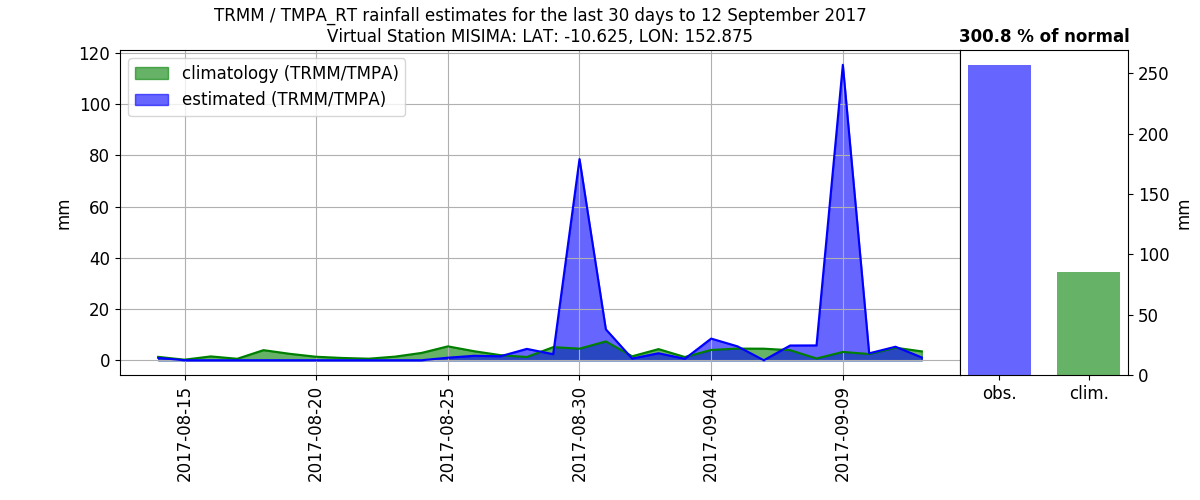 TRMM / TMPA_RT rainfall estimates for the last 30 days to 12 September 2017
Virtual Station MISIMA: LAT: -10.625, LON: 152.875
300.8 % of normal
climatology (TRMM/TMPA)
estimated (TRMM/TMPA)
120
100
80
60
40
20
0
mm
2017-08-15
2017-08-20
2017-08-25
2017-08-30
2017-09-04
2017-09-09
250
200
150
100
50
0
mm
obs.
clim.